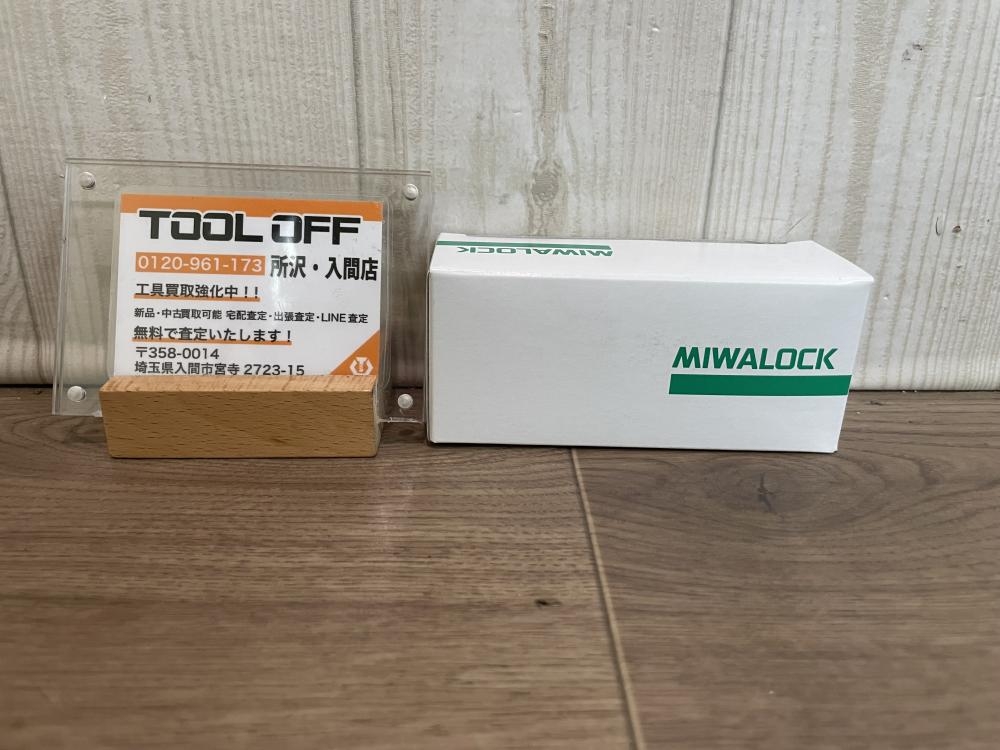 TOOL OFF
0120-961-173 所沢・入間店
工具買取強化中！！
新品・中古買取可能 宅配査定・出張査定・LINE査定
無料で査定いたします！
〒358-0014
埼玉県入間市宮寺 2723-15
MIWALOCK
MIWALOCK